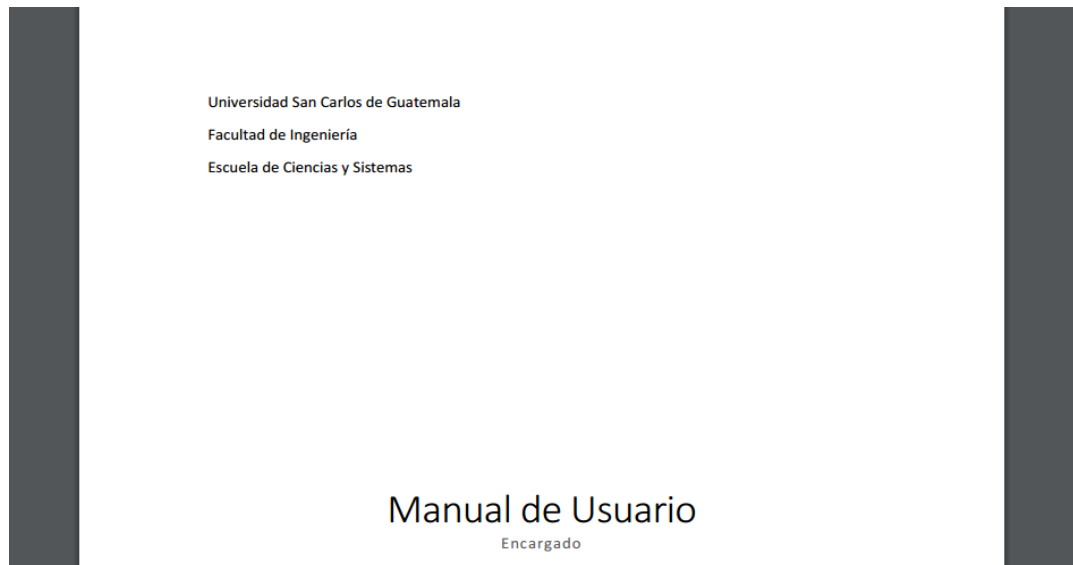 Universidad San Carlos de Guatemala
Facultad de Ingeniería
Escuela de Ciencias y Sistemas
Manual de Usuario
Encargado